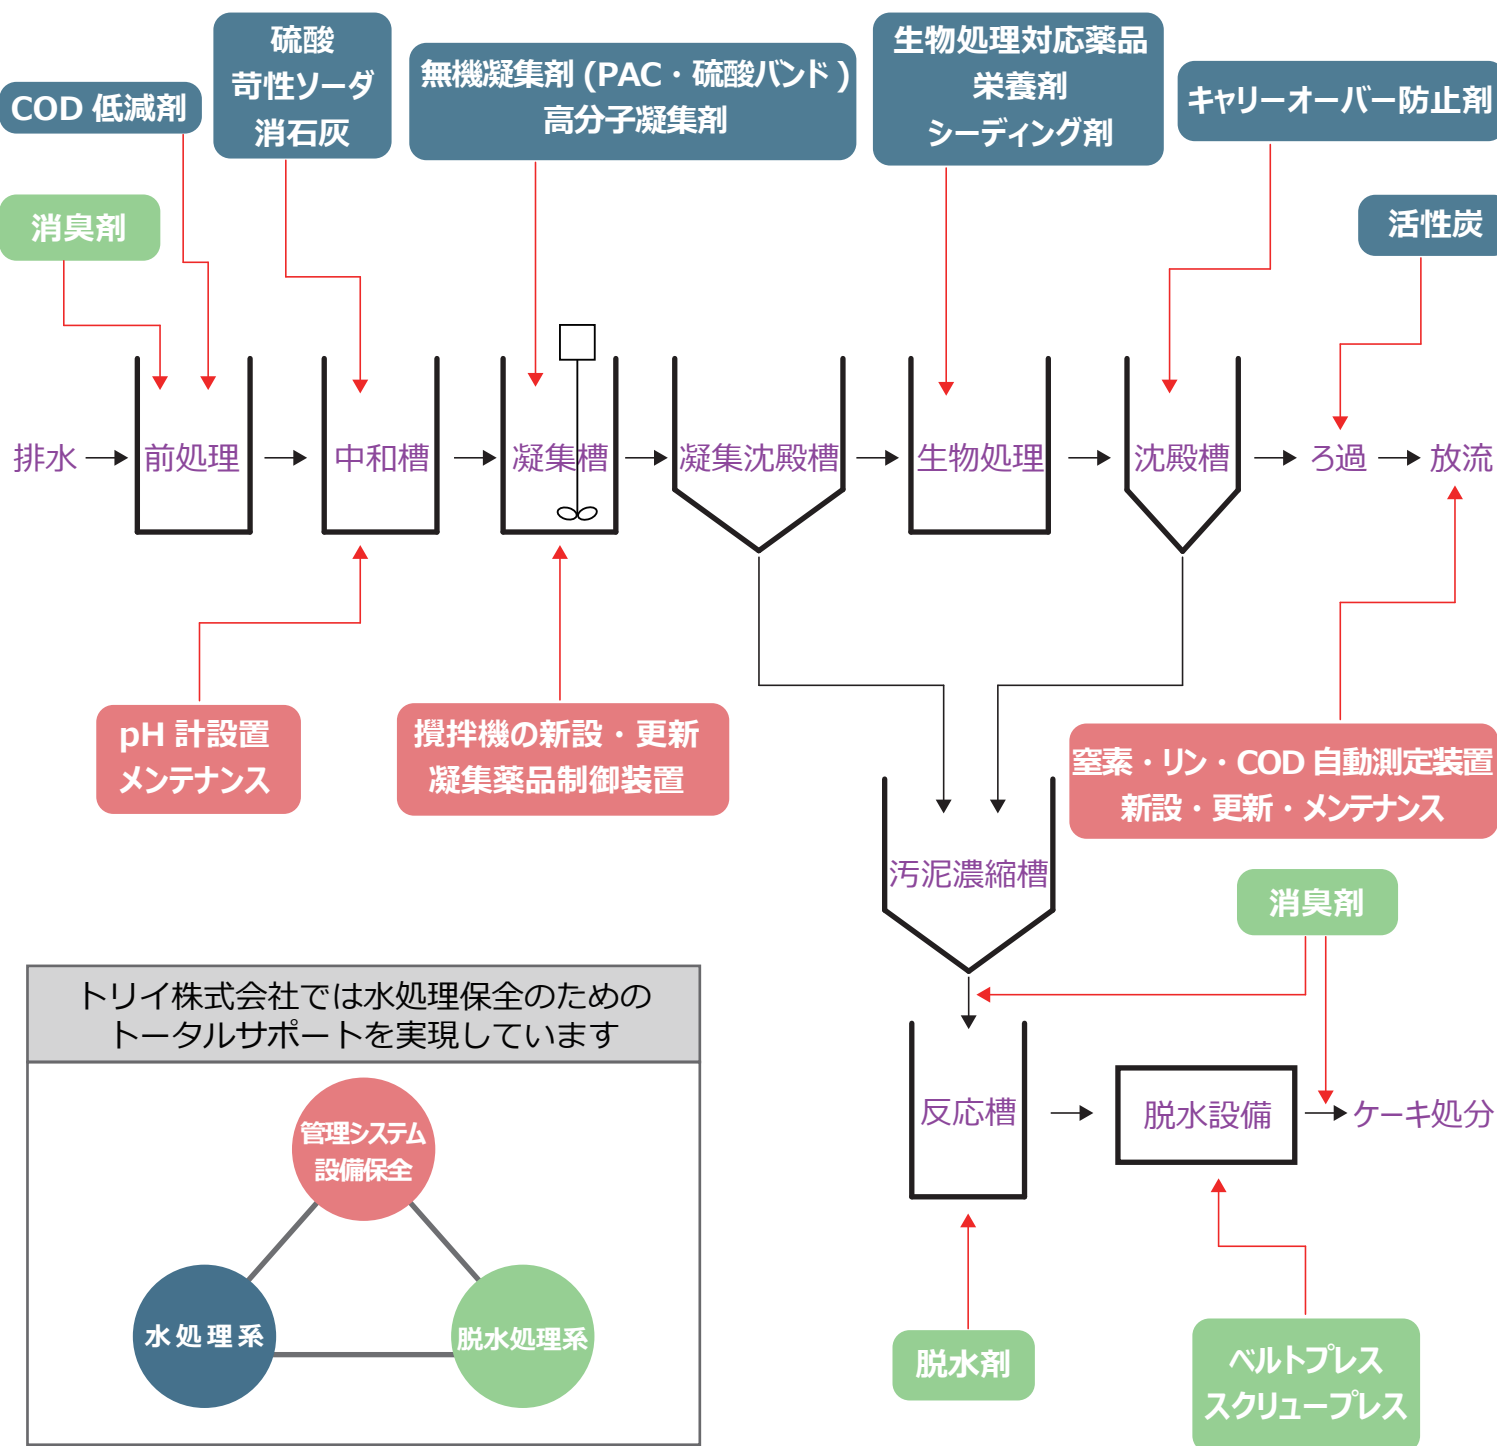 COD 低減剤
硫酸
苛性ソーダ
消石灰
無機凝集剤 (PAC・硫酸バンド)
高分子凝集剤
生物処理対応薬品
栄養剤
シーディング剤
キャリーオーバー防止剤
消臭剤
活性炭
排水
前処理
中和槽
凝集槽
凝集沈殿槽
生物処理
沈殿槽
ろ過
放流
pH 計設置
メンテナンス
攪拌機の新設・更新
凝集薬品制御装置
窒素・リン・COD 自動測定装置
新設・更新・メンテナンス
汚泥濃縮槽
消臭剤
反応槽
脱水設備
ケーキ処分
脱水剤
ベルトプレス
スクリュープレス
トリイ株式会社では水処理保全のための
トータルサポートを実現しています
管理システム
設備保全
水処理系
脱水処理系